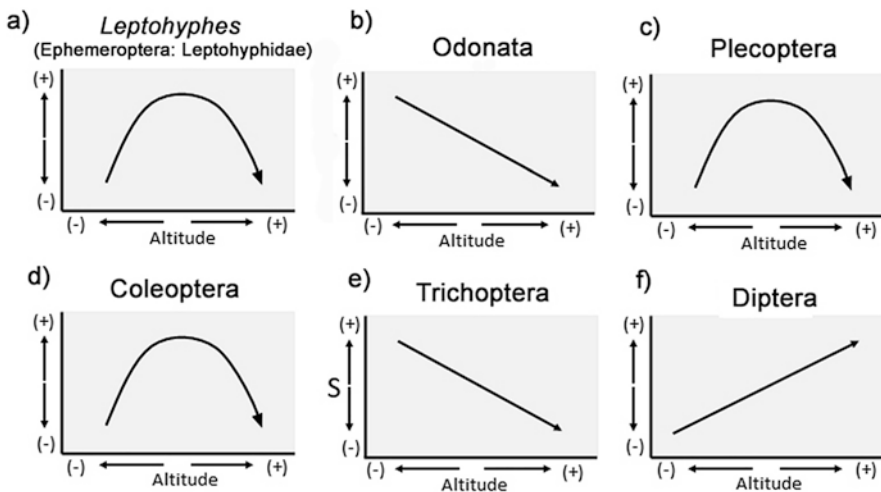 a)
Leptohyphes
(Ephemeroptera: Leptohyphidae)
(+)
(-)
(-)
(+)
Altitude
b)
Odonata
(+)
(-)
(-)
(+)
Altitude
c)
Plecoptera
(+)
(-)
(-)
(+)
Altitude
d)
Coleoptera
(+)
(-)
(-)
(+)
Altitude
e)
Trichoptera
(+)
S
(-)
(-)
(+)
Altitude
f)
Diptera
(+)
(-)
(-)
(+)
Altitude